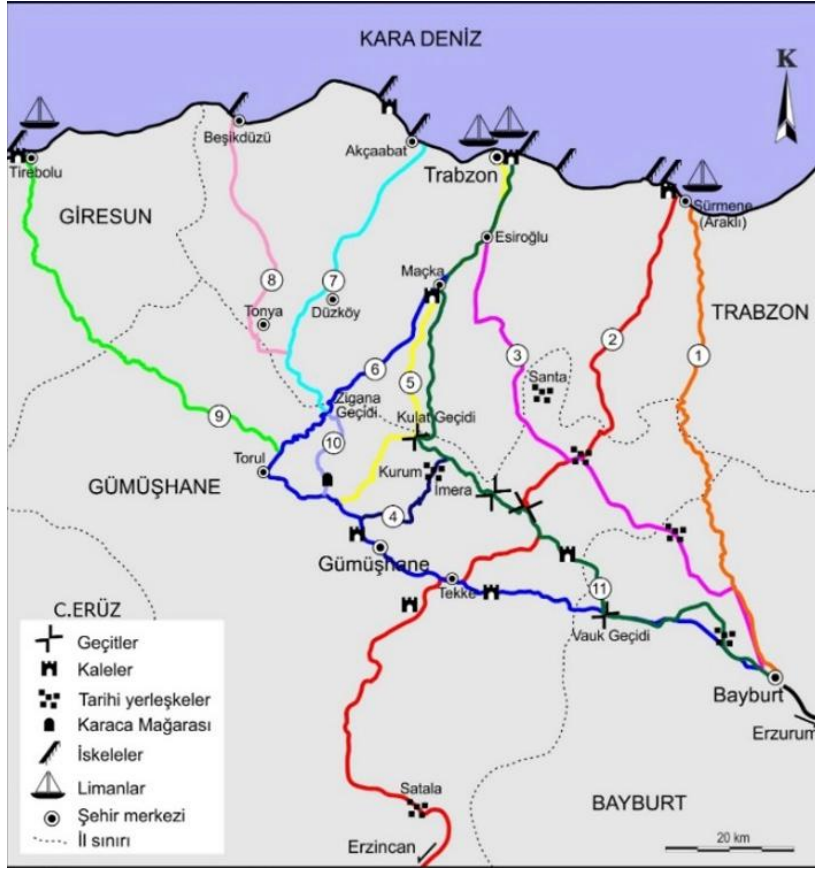 KARA DENİZ
K
Beşikdüzü
Akçaabat
Tirebolu
Trabzon
Sürmene
(Araklı)
GİRESUN
Esiroğlu
Maçka
8
7
Tonya
Düzköy
TRABZON
2
1
3
6
5
Santa
Zigana
Geçidi
9
Kulat Geçidi
10
Torul
Kurum
İmera
GÜMÜŞHANE
4
Gümüşhane
Tekke
11
C.ERÜZ
Vauk Geçidi
Geçitler
Kaleler
Tarihi yerleşkeler
Karaca Mağarası
İskeleler
Limanlar
Şehir merkezi
İl sınırı
Bayburt
Erzurum
Satala
BAYBURT
Erzincan
20 km